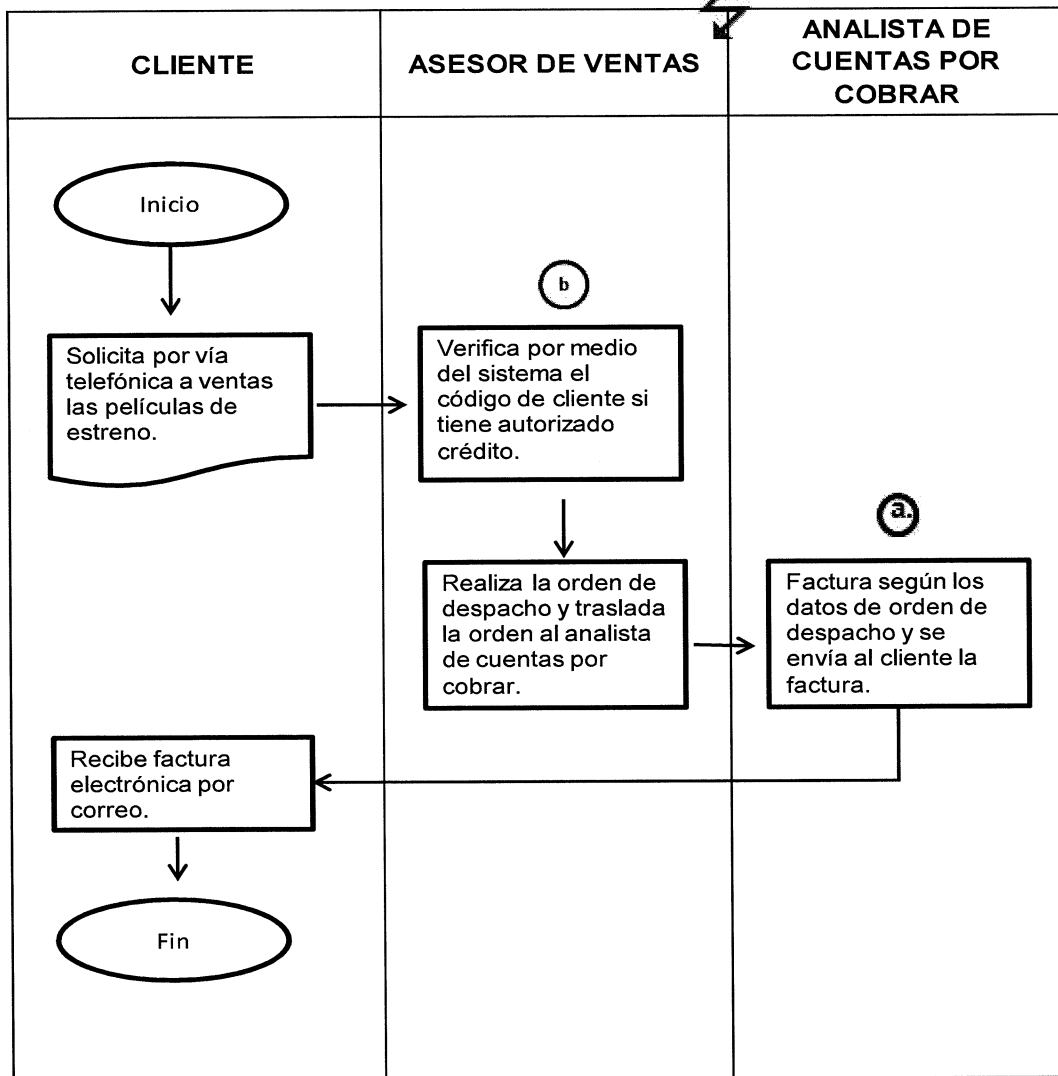 CLIENTE
ASESOR DE VENTAS
ANALISTA DE
CUENTAS POR
COBRAR
Inicio
b
Solicita por vía
telefónica a ventas
las películas de
estreno.
Verifica por medio
del sistema el
código de cliente si
tiene autorizado
crédito.
a.
Realiza la orden de
despacho y traslada
la orden al analista
de cuentas por
cobrar.
Factura según los
datos de orden de
despacho y se
envía al cliente la
factura.
Recibe factura
electrónica por
correo.
Fin